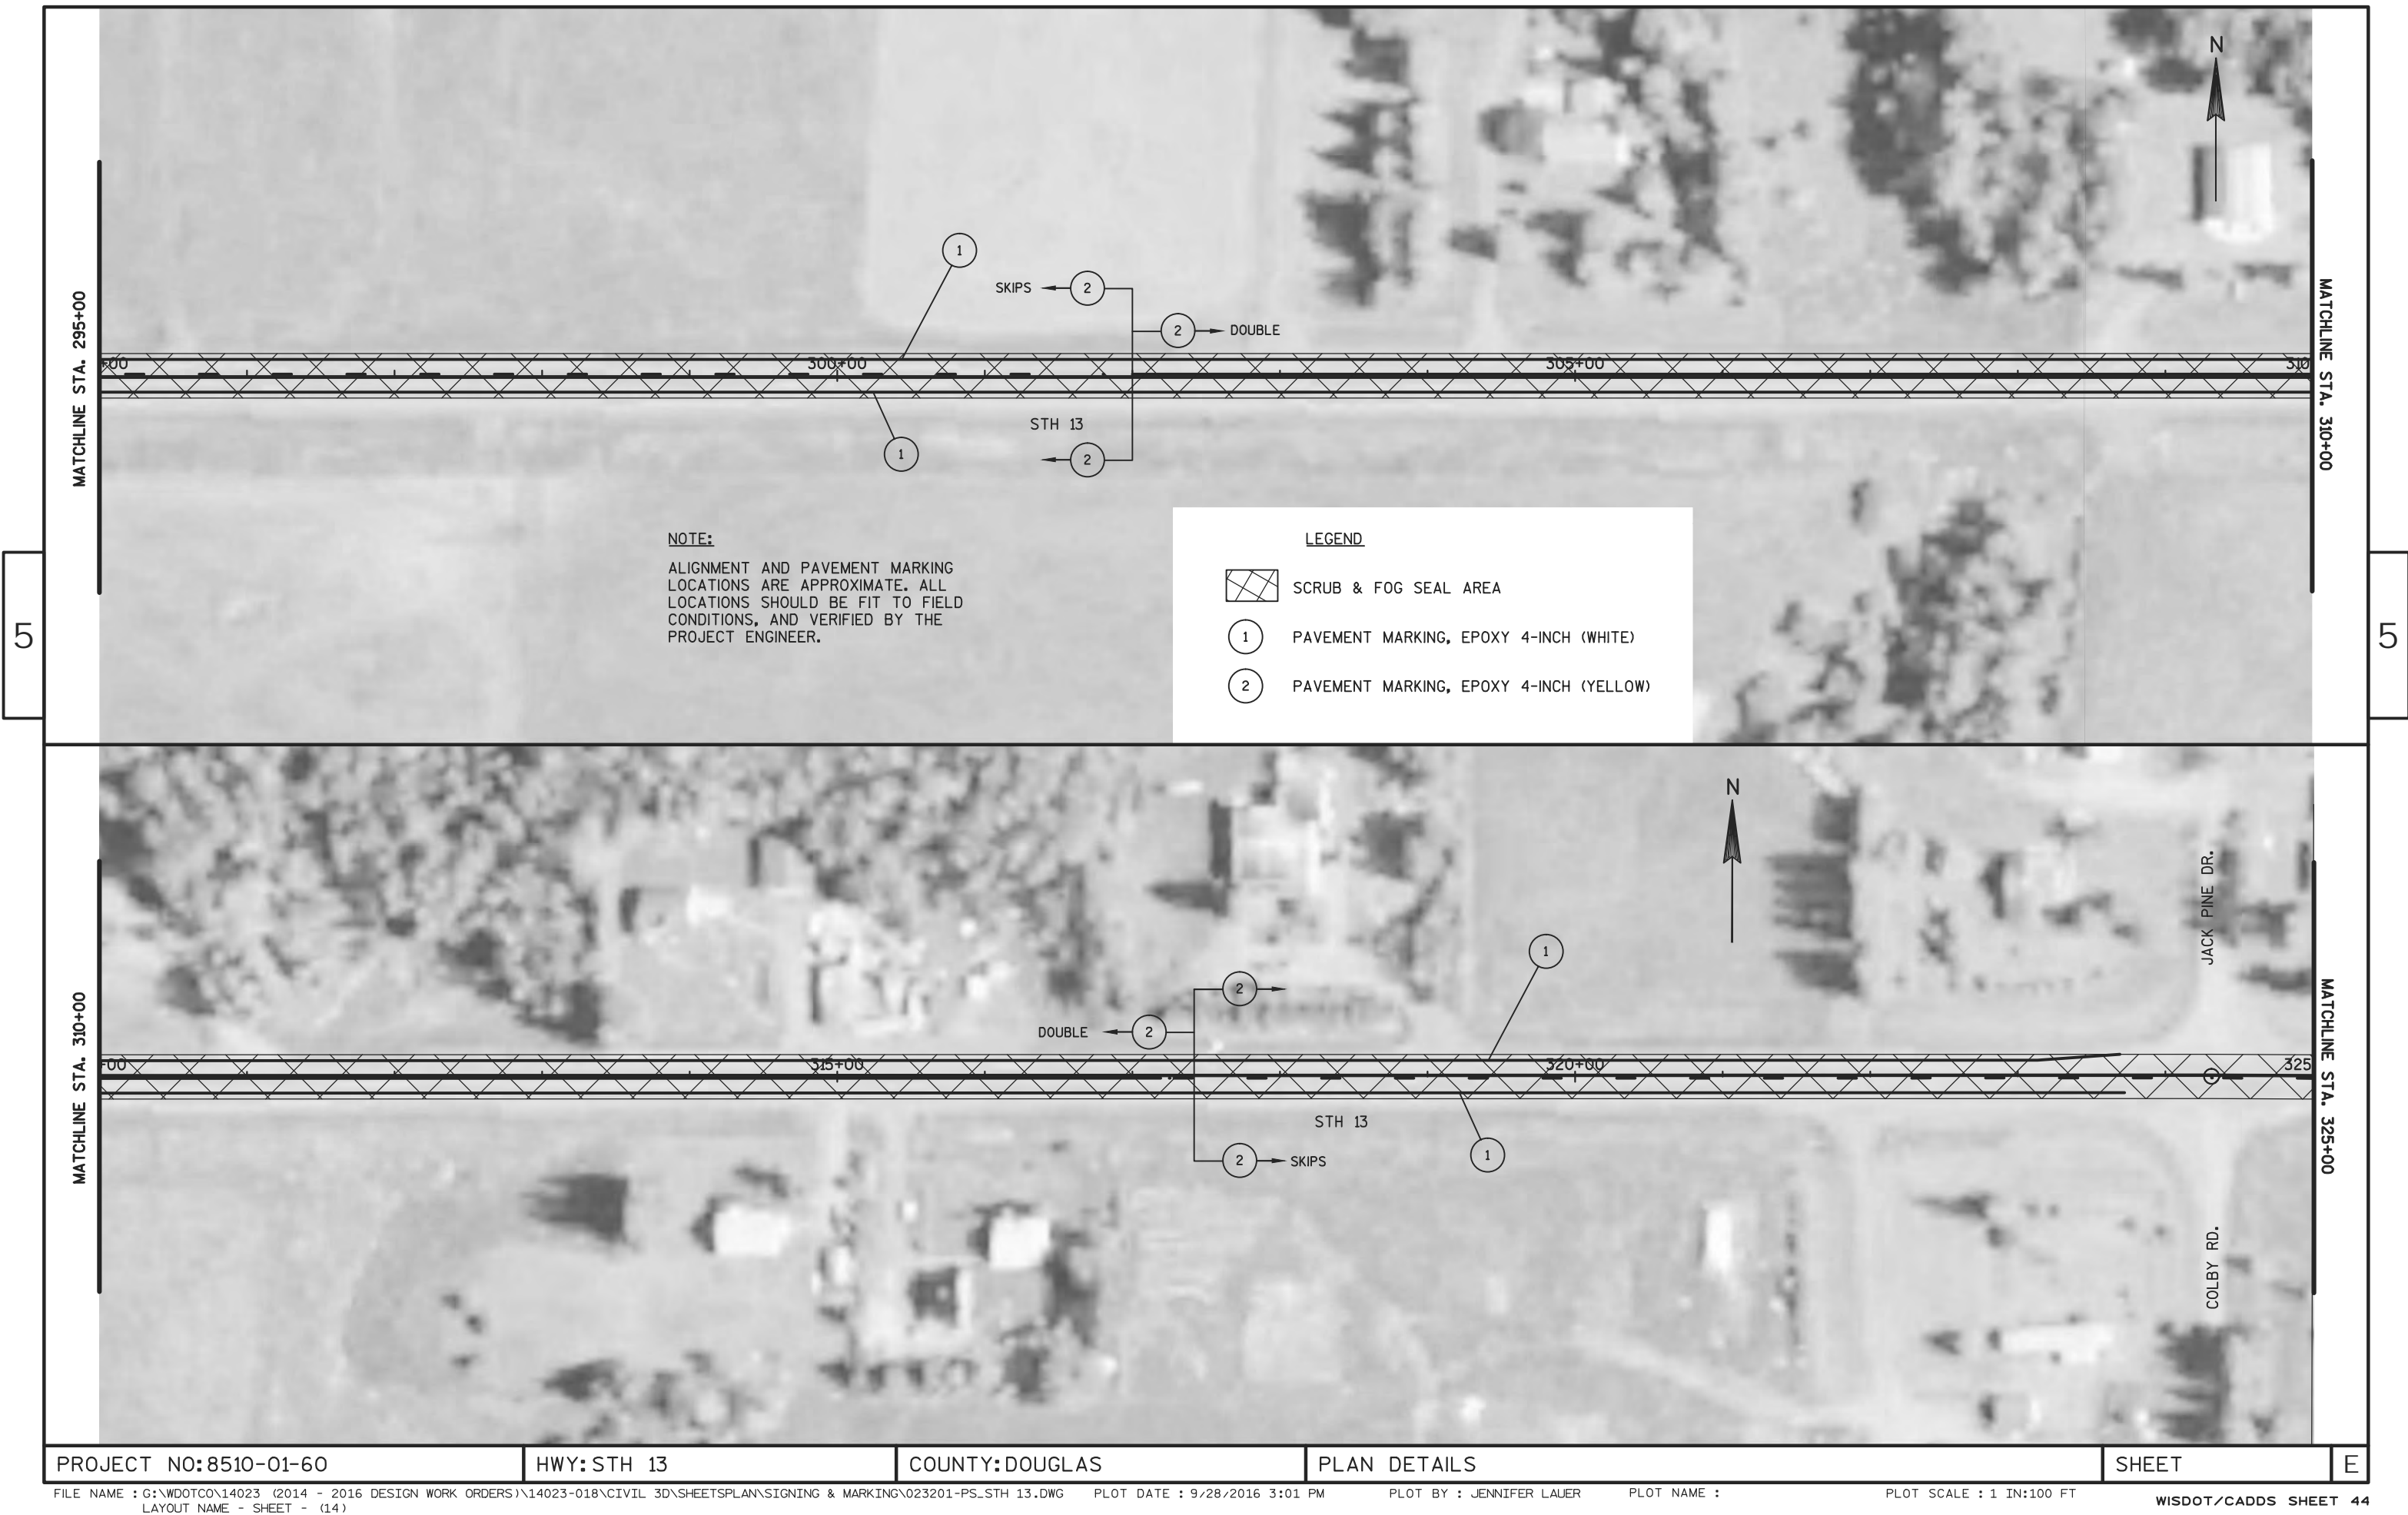 N
1
SKIPS
2
2
DOUBLE
MATCHLINE STA. 295+00
+00
300+00
305+00
310
MATCHLINE STA. 310+00
STH 13
1
2
NOTE:
ALIGNMENT AND PAVEMENT MARKING
LOCATIONS ARE APPROXIMATE. ALL
LOCATIONS SHOULD BE FIT TO FIELD
CONDITIONS, AND VERIFIED BY THE
PROJECT ENGINEER.
LEGEND
SCRUB & FOG SEAL AREA
1 PAVEMENT MARKING, EPOXY 4-INCH (WHITE)
2 PAVEMENT MARKING, EPOXY 4-INCH (YELLOW)
5
5
N
JACK PINE DR.
1
2
DOUBLE
2
MATCHLINE STA. 310+00
+00
315+00
320+00
325
MATCHLINE STA. 325+00
STH 13
2
SKIPS
1
COLBY RD.
PROJECT NO:8510-01-60
HWY:STH 13
COUNTY:DOUGLAS
PLAN DETAILS
SHEET
E
FILE NAME : G:\WDOTCO\14023 (2014 - 2016 DESIGN WORK ORDERS)\14023-018\CIVIL 3D\SHEETSPLAN\SIGNING & MARKING\023201-PS_STH 13.DWG
PLOT DATE : 9/28/2016 3:01 PM
PLOT BY : JENNIFER LAUER
PLOT NAME :
PLOT SCALE : 1 IN:100 FT
LAYOUT NAME - SHEET - (14)
WISDOT/CADDS SHEET 44